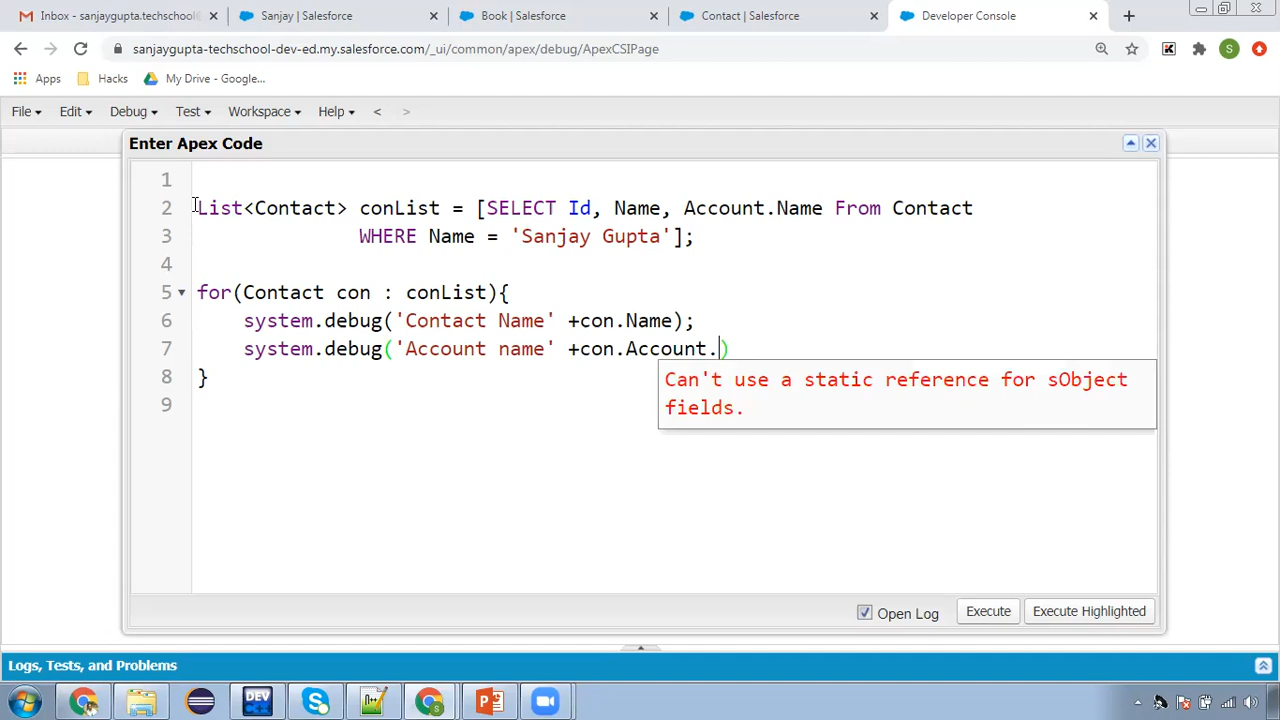 Inbox - sanjaygupta.techschool@
Sanjay | Salesforce
Book | Salesforce
Contact | Salesforce
Developer Console
sanjaygupta-techschool-dev-ed.my.salesforce.com/_ui/common/apex/debug/ApexCSIPage
S
Apps
Hacks
My Drive - Google...
File
Edit
Debug
Test
Workspace
Help
<
>
Enter Apex Code
1
2 List<Contact> conList = [SELECT Id, Name, Account.Name From Contact
3 WHERE Name = 'Sanjay Gupta'];
4
5 for(Contact con : conList){
6 system.debug('Contact Name' +con.Name);
7 system.debug('Account name' +con.Account.)
8 }
9
Can't use a static reference for sObject
fields.
Open Log
Execute
Execute Highlighted
Logs, Tests, and Problems
DEV